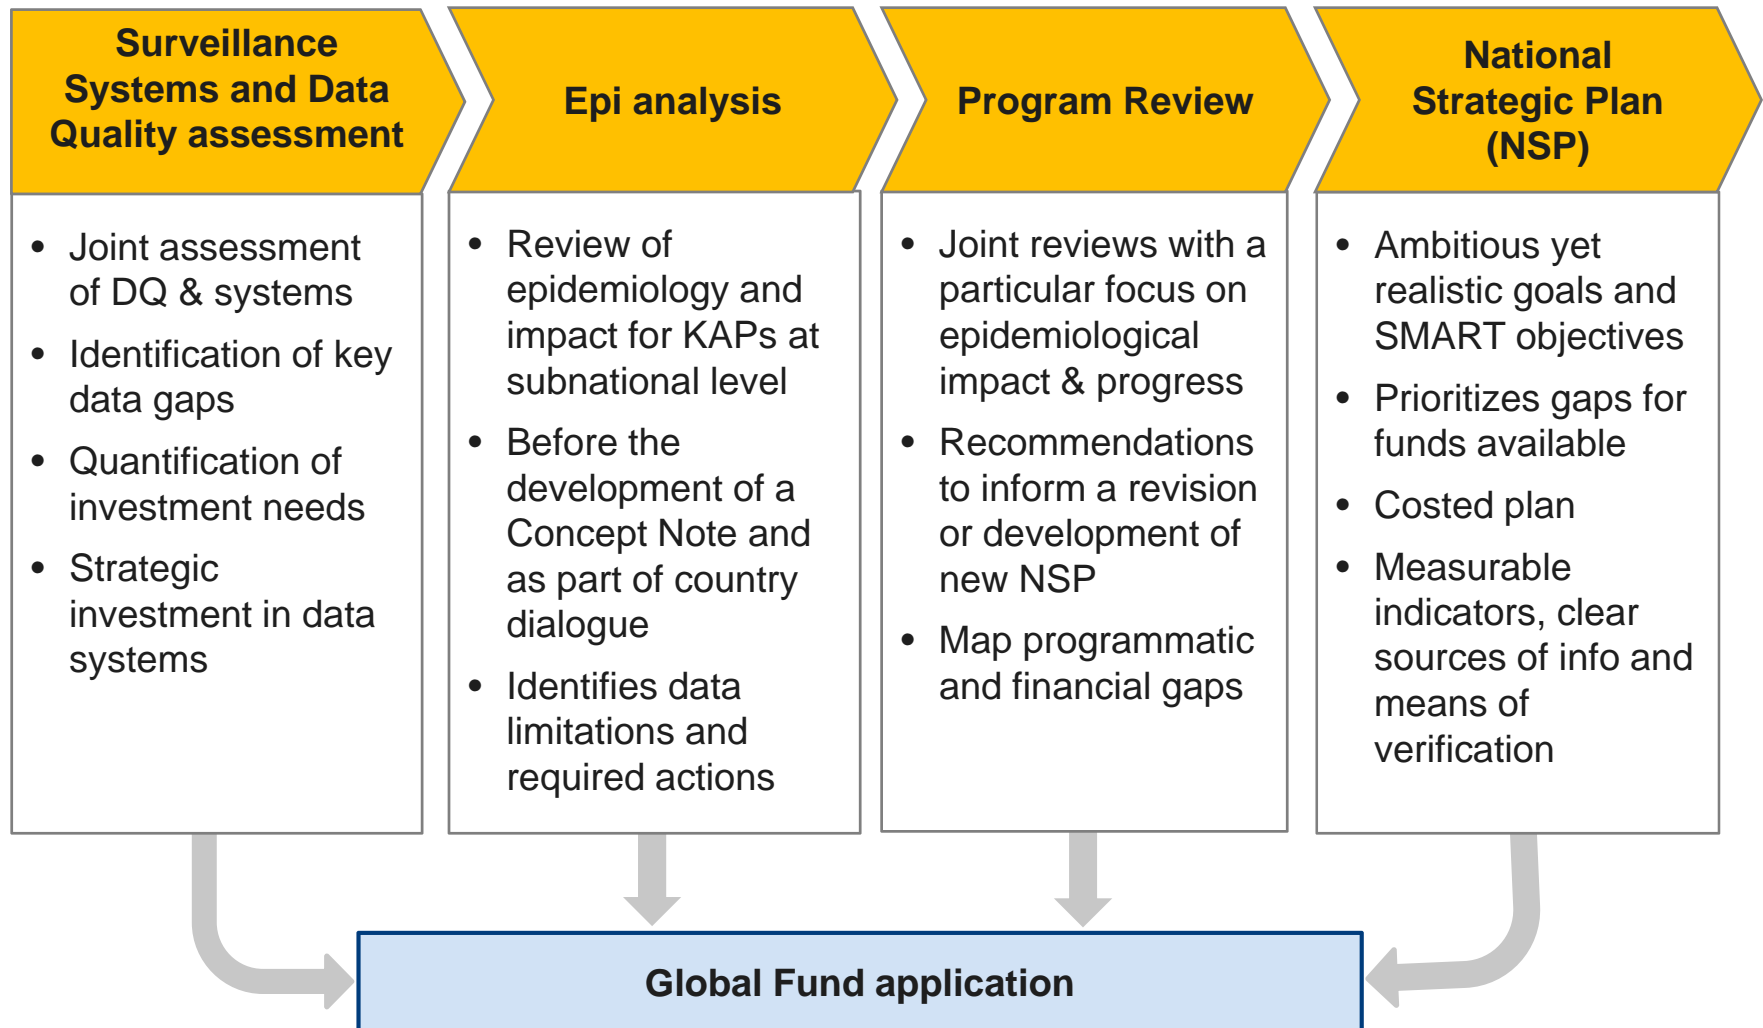 Surveillance
Systems and Data
Quality assessment
• Joint assessment
of DQ & systems
• Identification of key
data gaps
• Quantification of
investment needs
• Strategic
investment in data
systems
Epi analysis
• Review of
epidemiology and
impact for KAPs at
subnational level
• Before the
development of a
Concept Note and
as part of country
dialogue
• Identifies data
limitations and
required actions
Program Review
• Joint reviews with a
particular focus on
epidemiological
impact & progress
• Recommendations
to inform a revision
or development of
new NSP
• Map programmatic
and financial gaps
National
Strategic Plan
(NSP)
• Ambitious yet
realistic goals and
SMART objectives
• Prioritizes gaps for
funds available
• Costed plan
• Measurable
indicators, clear
sources of info and
means of
verification
Global Fund application